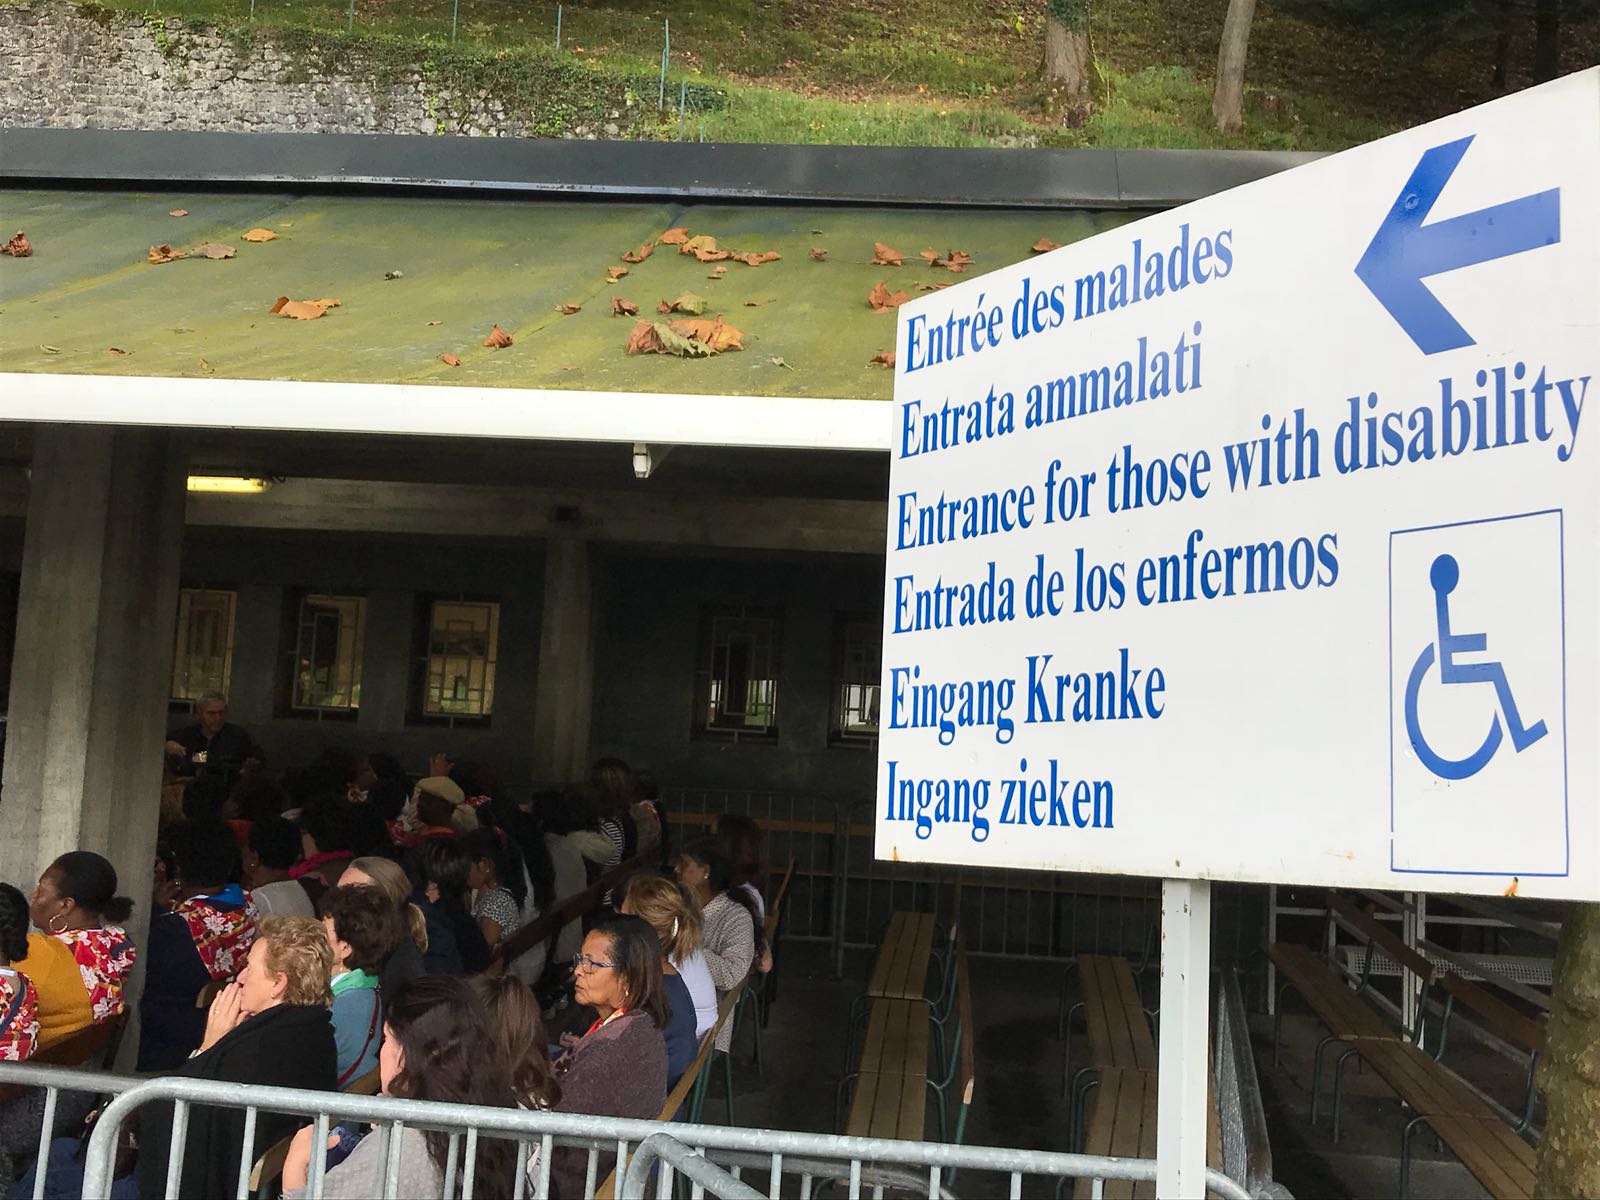 Entrée des malades
Entrata ammalati
Entrance for those with disability
Entrada de los enfermos
Eingang Kranke
Ingang zieken